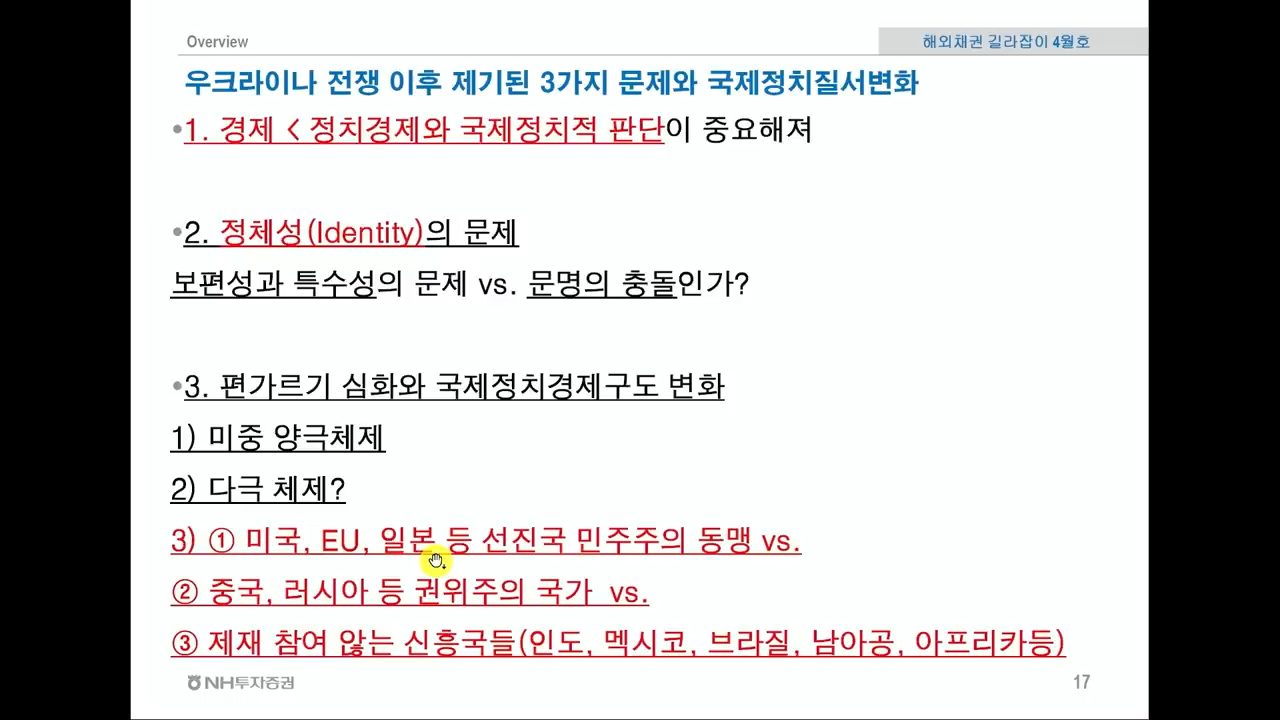 Overview
해외채권 길라잡이 4월호
우크라이나 전쟁 이후 제기된 3가지 문제와 국제정치질서변화
•1. 경제 < 정치경제와 국제정치적 판단이 중요해져
•2. 정체성(Identity)의 문제
보편성과 특수성의 문제 vs. 문명의 충돌인가?
•3. 편가르기 심화와 국제정치경제구도 변화
1) 미중 양극체제
2) 다극 체제?
3) ① 미국, EU, 일본 등 선진국 민주주의 동맹 vs.
② 중국, 러시아 등 권위주의 국가 vs.
③ 제재 참여 않는 신흥국들(인도, 멕시코, 브라질, 남아공, 아프리카등)
NH투자증권
17